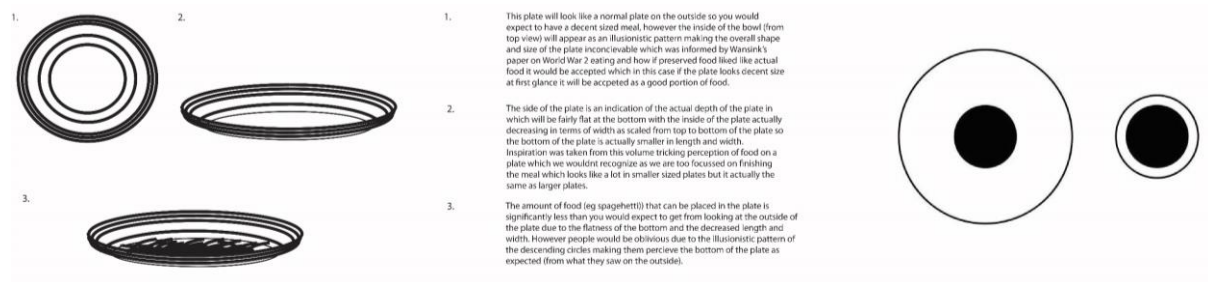 1.
2.
3.
1.
This plate will look like a normal plate on the outside so you would
expect to have a decent sized meal, however the inside of the bowl (from
top view) will appear as an illusionistic pattern making the overall shape
and size of the plate inconcievable which was informed by Wansink's
paper on World War 2 eating and how if preserved food liked like actual
food it would be accepted which in this case if the plate looks decent size
at first glance it will be accpeted as a good portion of food.
2.
The side of the plate is an indication of the actual depth of the plate in
which will be fairly flat at the bottom with the inside of the plate actually
decreasing in terms of width as scaled from top to bottom of the plate so
the bottom of the plate is actually smaller in length and width.
Inspiration was taken from this volume tricking perception of food on a
plate which we wouldnt recognize as we are too focussed on finishing
the meal which looks like a lot in smaller sized plates but it actually the
same as larger plates.
3.
The amount of food (eg spagehetti)) that can be placed in the plate is
significantly less than you would expect to get from looking at the outside of
the plate due to the flatness of the bottom and the decreased length and
width. However people would be oblivious due to the illusionistic pattern of
the descending circles making them percieve the bottom of the plate as
expected (from what they saw on the outside).